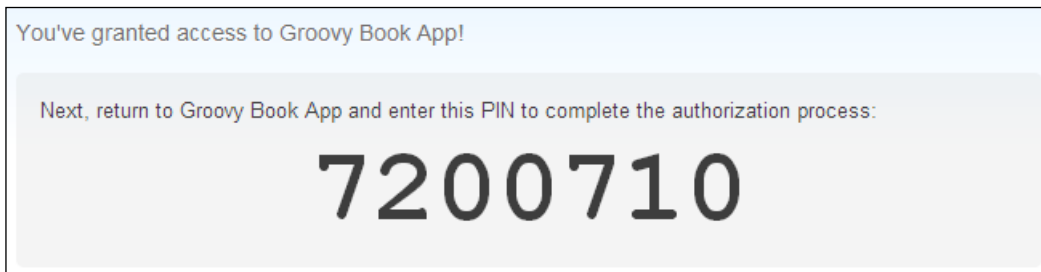 You've granted access to Groovy Book App!
Next, return to Groovy Book App and enter this PIN to complete the authorization process:
7200710